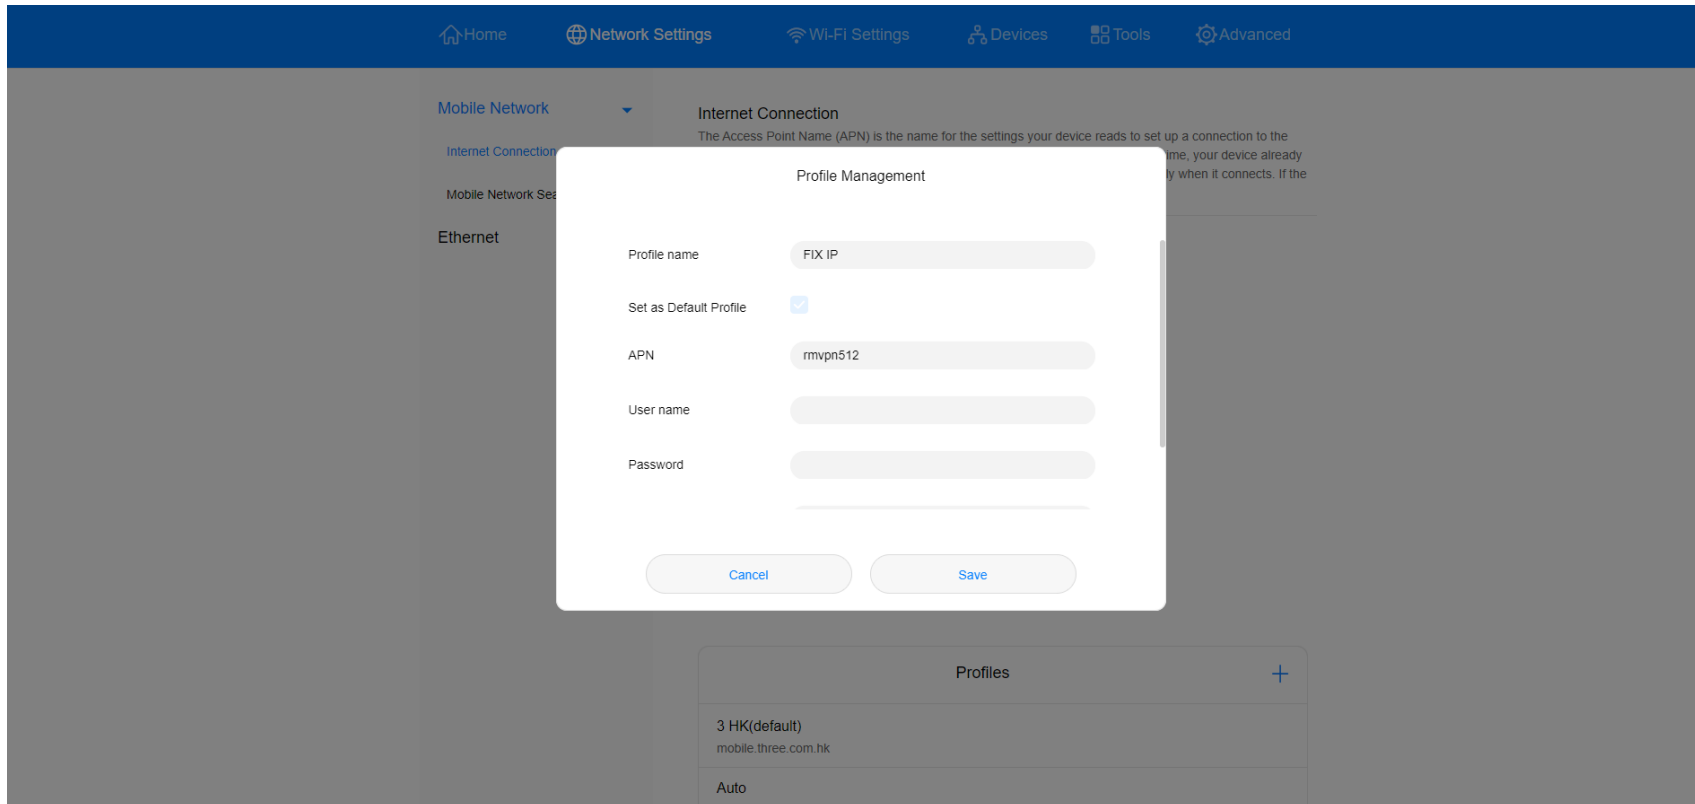 Home
Network Settings
Wi-Fi Settings
Devices
Tools
Advanced
Mobile Network
Internet Connection
Mobile Network Sea
Ethernet
Internet Connection
The Access Point Name (APN) is the name for the settings your device reads to set up a connection to the
ime, your device already
ly when it connects. If the
Profile Management
Profile name
FIX IP
Set as Default Profile
APN
rmvpn512
User name
Password
Cancel
Save
Profiles
3 HK(default)
mobile.three.com.hk
Auto